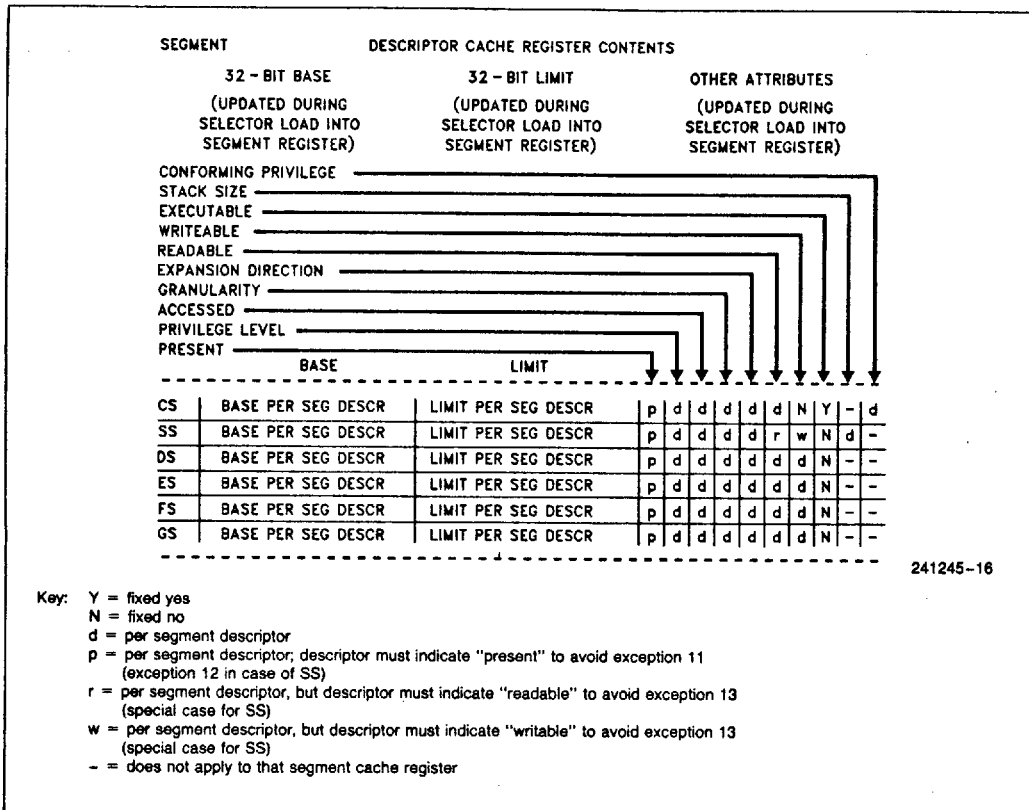 SEGMENT DESCRIPTOR CACHE REGISTER CONTENTS
32 – BIT BASE 32 – BIT LIMIT OTHER ATTRIBUTES
(UPDATED DURING (UPDATED DURING (UPDATED DURING
SELECTOR LOAD INTO SELECTOR LOAD INTO SELECTOR LOAD INTO
SEGMENT REGISTER) SEGMENT REGISTER) SEGMENT REGISTER)
CONFORMING PRIVILEGE
STACK SIZE
EXECUTABLE
WRITEABLE
READABLE
EXPANSION DIRECTION
GRANULARITY
ACCESSED
PRIVILEGE LEVEL
PRESENT
BASE LIMIT
CS BASE PER SEG DESCR LIMIT PER SEG DESCR p d d d d d N Y - d
SS BASE PER SEG DESCR LIMIT PER SEG DESCR p d d d d r w N d -
DS BASE PER SEG DESCR LIMIT PER SEG DESCR p d d d d d d N - -
ES BASE PER SEG DESCR LIMIT PER SEG DESCR p d d d d d d N - -
FS BASE PER SEG DESCR LIMIT PER SEG DESCR p d d d d d d N - -
GS BASE PER SEG DESCR LIMIT PER SEG DESCR p d d d d d d N - -
241245-16
Key: Y = fixed yes
N = fixed no
d = per segment descriptor
p = per segment descriptor; descriptor must indicate "present" to avoid exception 11
(exception 12 in case of SS)
r = per segment descriptor, but descriptor must indicate "readable" to avoid exception 13
(special case for SS)
w = per segment descriptor, but descriptor must indicate "writable" to avoid exception 13
(special case for SS)
- = does not apply to that segment cache register